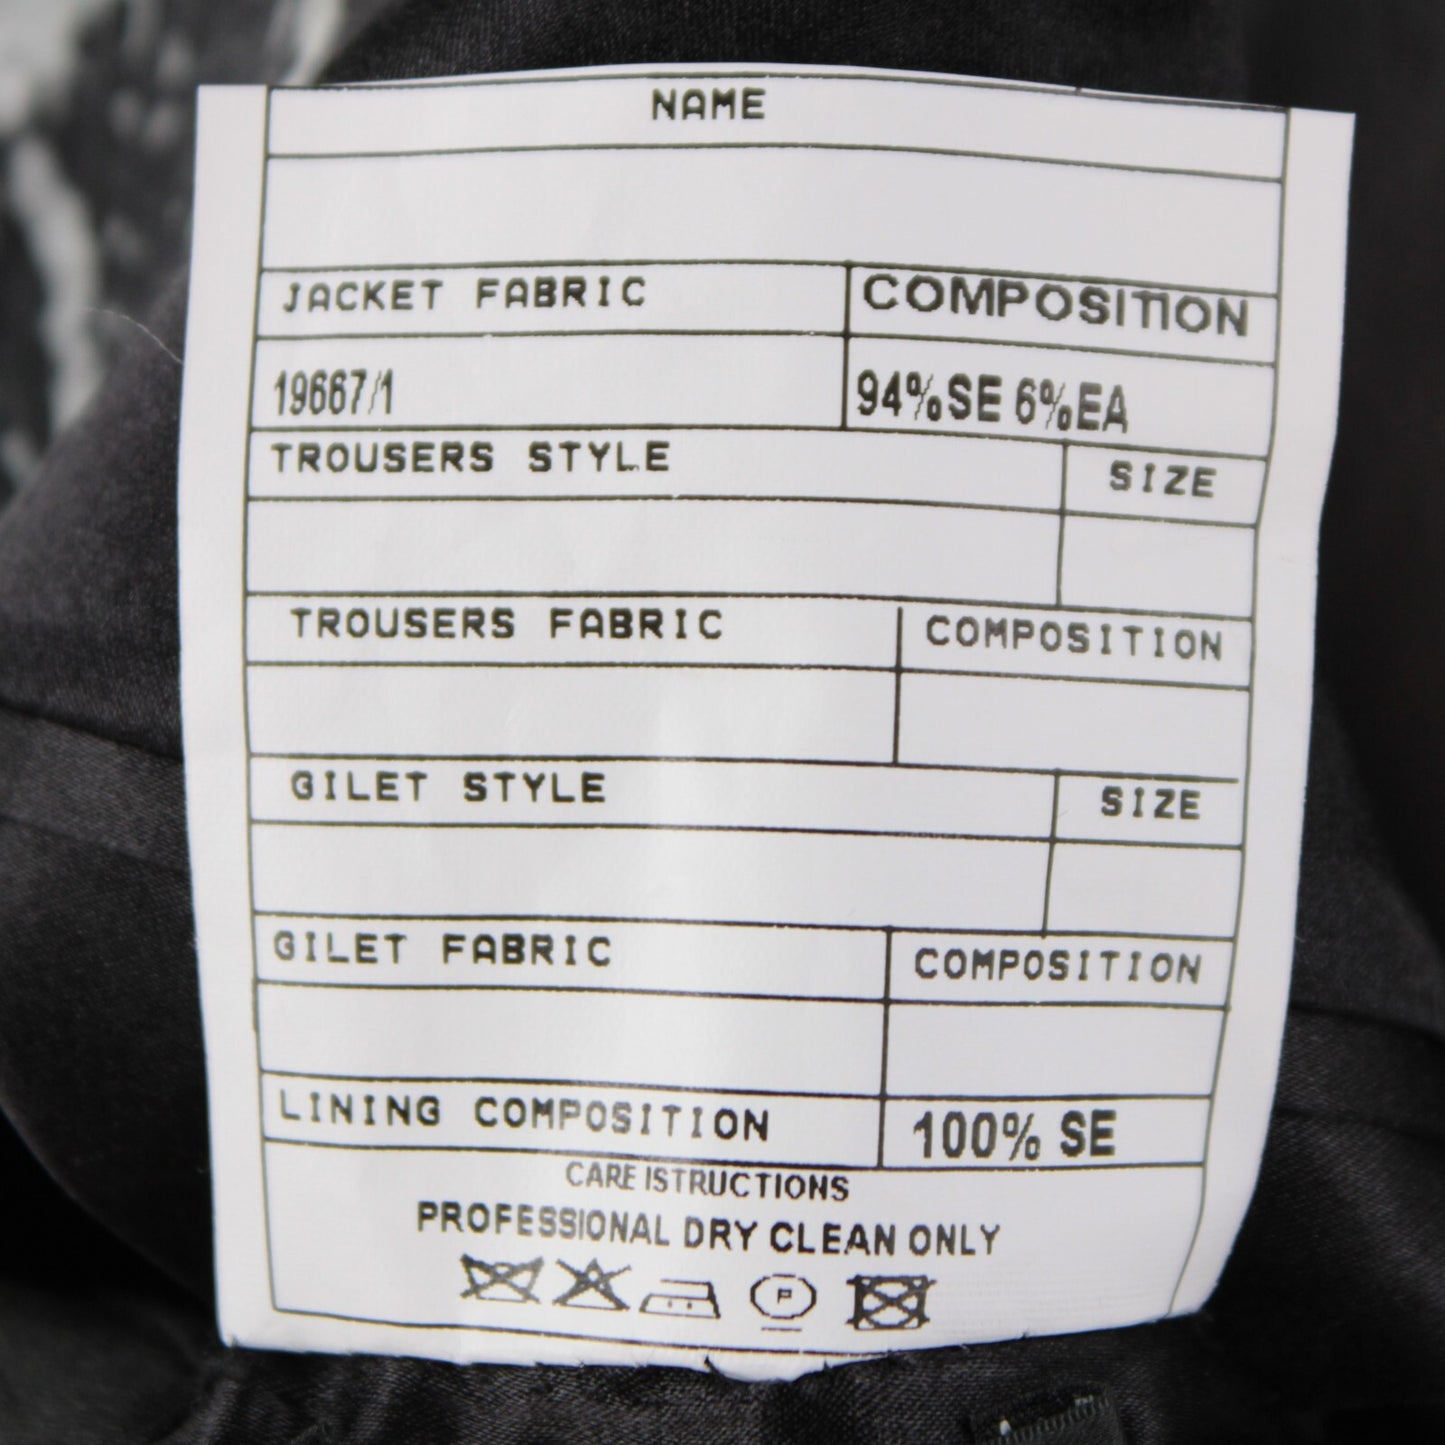 NAME
JACKET FABRIC COMPOSITION
19667/1 94% SE 6% EA
TROUSERS STYLE SIZE
TROUSERS FABRIC COMPOSITION
GILET STYLE SIZE
GILET FABRIC COMPOSITION
LINING COMPOSITION 100% SE
CARE ISTRUCTIONS
PROFESSIONAL DRY CLEAN ONLY
P